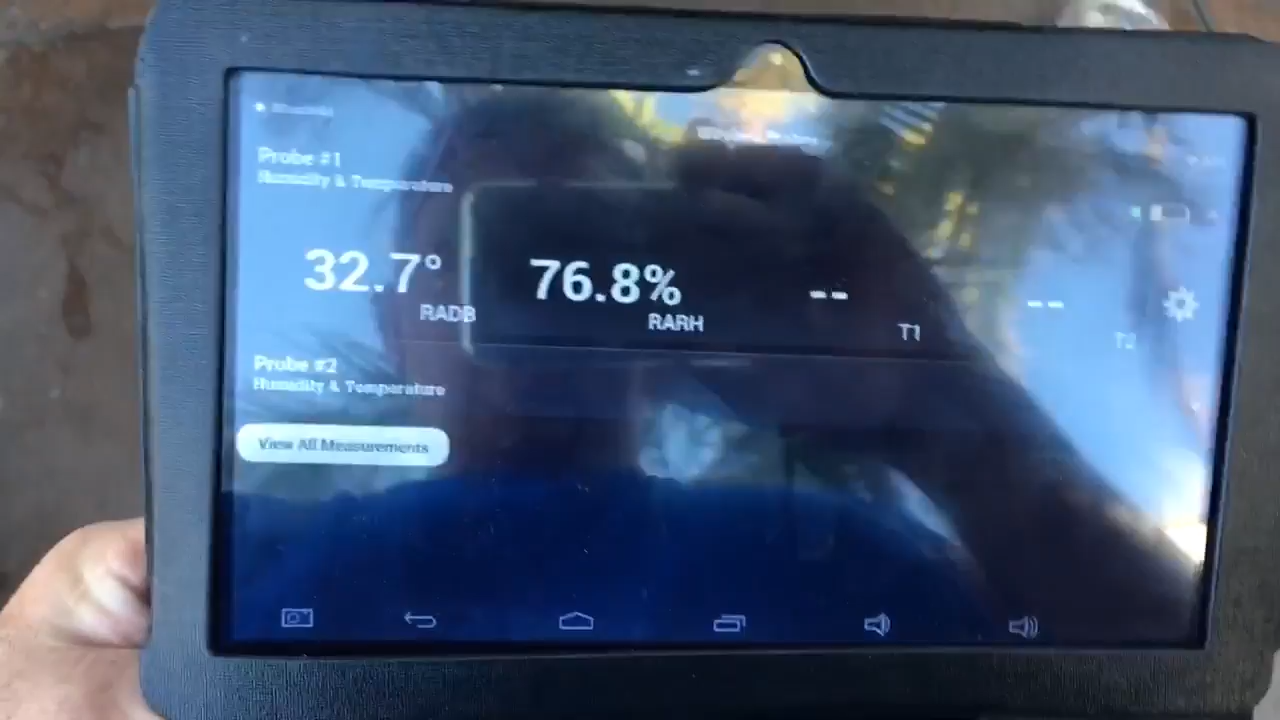 Probe #1
Humidity & Temperature
32.7° 76.8% -- --
RADB RARH T1 T2
Probe #2
Humidity & Temperature
View All Measurements